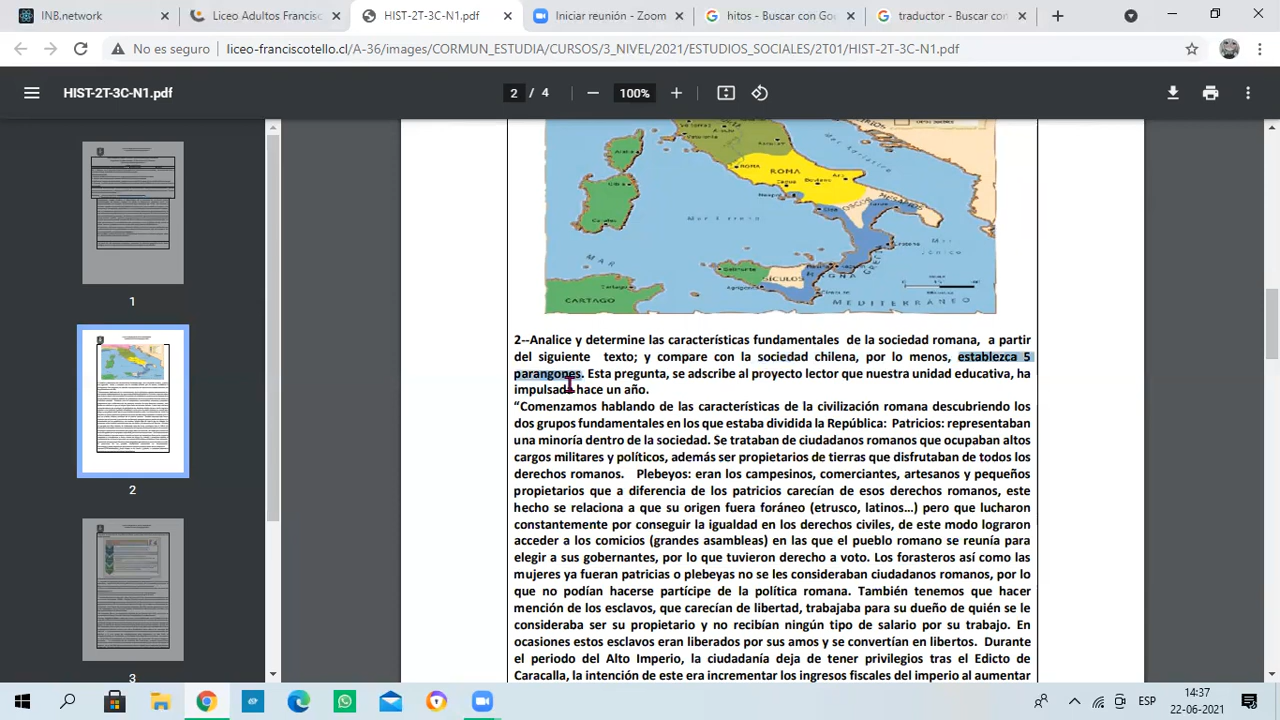 INB.network
Liceo Adultos Francisc
HIST-2T-3C-N1.pdf
Iniciar reunión - Zoom
hitos - Buscar con Goo
traductor - Buscar con
No es seguro
liceo-franciscotello.cl/A-36/images/CORMUN_ESTUDIA/CURSOS/3_NIVEL/2021/ESTUDIOS_SOCIALES/2T01/HIST-2T-3C-N1.pdf
HIST-2T-3C-N1.pdf
2 / 4
100%
1
2
3
ROMA
ROMA
SÍCULOS
CARTAGO
MAR
MEDITERRÁNEO
2--Analice y determine las características fundamentales de la sociedad romana, a partir
del siguiente texto; y compare con la sociedad chilena, por lo menos, establezca 5
parangones. Esta pregunta, se adscribe al proyecto lector que nuestra unidad educativa, ha
impulsado hace un año.
“Comenzamos hablando de las características de la civilización romana descubriendo los
dos grupos fundamentales en los que estaba dividida la República: Patricios: representaban
una minoría dentro de la sociedad. Se trataban de ciudadanos romanos que ocupaban altos
cargos militares y políticos, además ser propietarios de tierras que disfrutaban de todos los
derechos romanos. Plebeyos: eran los campesinos, comerciantes, artesanos y pequeños
propietarios que a diferencia de los patricios carecían de esos derechos romanos, este
hecho se relaciona a que su origen fuera foráneo (etrusco, latinos...) pero que lucharon
constantemente por conseguir la igualdad en los derechos civiles, de este modo lograron
acceder a los comicios (grandes asambleas) en las que el pueblo romano se reunía para
elegir a sus gobernantes, por lo que tuvieron derecho a voto. Los forasteros así como las
mujeres ya fueran patricias o plebeyas no se les consideraban ciudadanos romanos, por lo
que no podían hacerse partícipe de la política romana. También tenemos que hacer
mención de los esclavos, que carecían de libertad, trabajaba para su dueño de quién se le
consideraba ser su propietario y no recibían ningún tipo de salario por su trabajo. En
ocasiones estos esclavos eran liberados por sus amos y se convertían en libertos. Durante
el periodo del Alto Imperio, la ciudadanía deja de tener privilegios tras el Edicto de
Caracalla, la intención de este era incrementar los ingresos fiscales del imperio al aumentar
ESP
14:37
22-06-2021